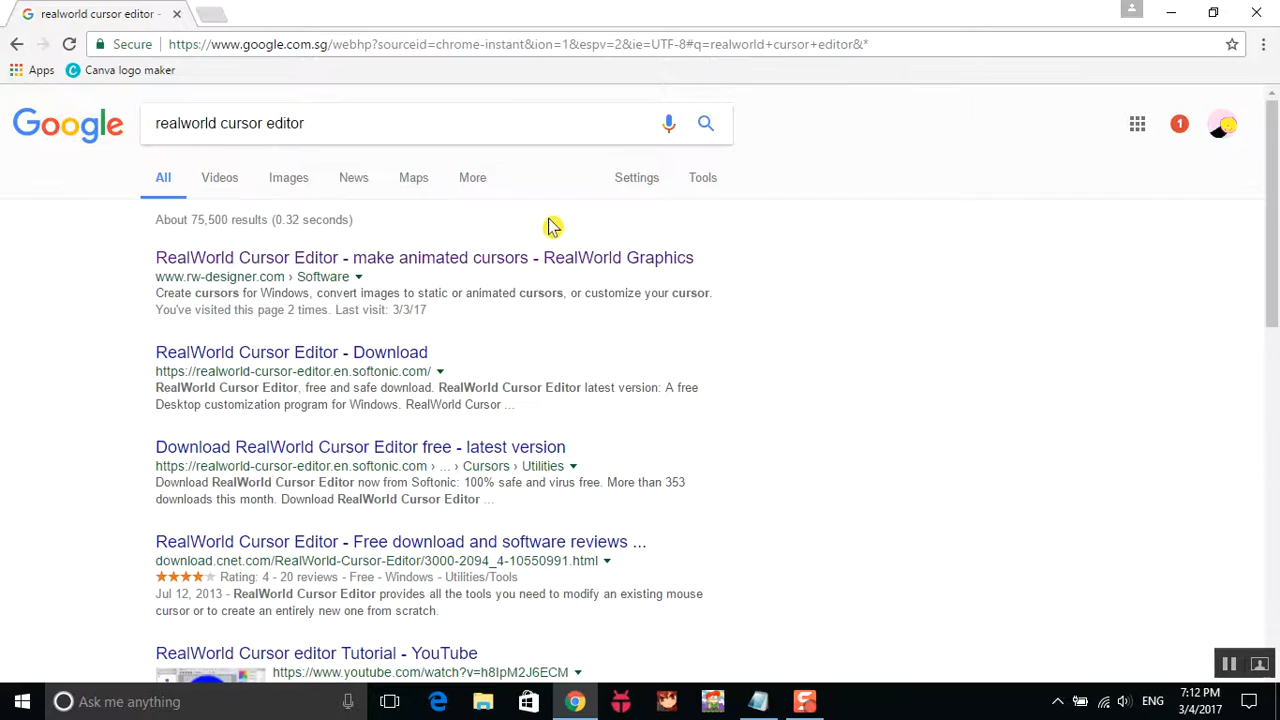 realworld cursor editor -
Secure
https://www.google.com.sg/webhp?sourceid=chrome-instant&ion=1&espv=2&ie=UTF-8#q=realworld+cursor+editor&*
Apps
Canva logo maker
Google
realworld cursor editor
1
All
Videos
Images
News
Maps
More
Settings
Tools
About 75,500 results (0.32 seconds)
RealWorld Cursor Editor - make animated cursors - RealWorld Graphics
www.rw-designer.com › Software
Create cursors for Windows, convert images to static or animated cursors, or customize your cursor.
You've visited this page 2 times. Last visit: 3/3/17
RealWorld Cursor Editor - Download
https://realworld-cursor-editor.en.softonic.com/
RealWorld Cursor Editor, free and safe download. RealWorld Cursor Editor latest version: A free
Desktop customization program for Windows. RealWorld Cursor ...
Download RealWorld Cursor Editor free - latest version
https://realworld-cursor-editor.en.softonic.com › ... › Cursors › Utilities
Download RealWorld Cursor Editor now from Softonic: 100% safe and virus free. More than 353
downloads this month. Download RealWorld Cursor Editor ...
RealWorld Cursor Editor - Free download and software reviews ...
download.cnet.com/RealWorld-Cursor-Editor/3000-2094_4-10550991.html
Rating: 4 - 20 reviews - Free - Windows - Utilities/Tools
Jul 12, 2013 - RealWorld Cursor Editor provides all the tools you need to modify an existing mouse
cursor or to create an entirely new one from scratch.
RealWorld Cursor editor Tutorial - YouTube
https://www.youtube.com/watch?v=h8IpM2J6ECM
Ask me anything
ENG
7:12 PM
3/4/2017